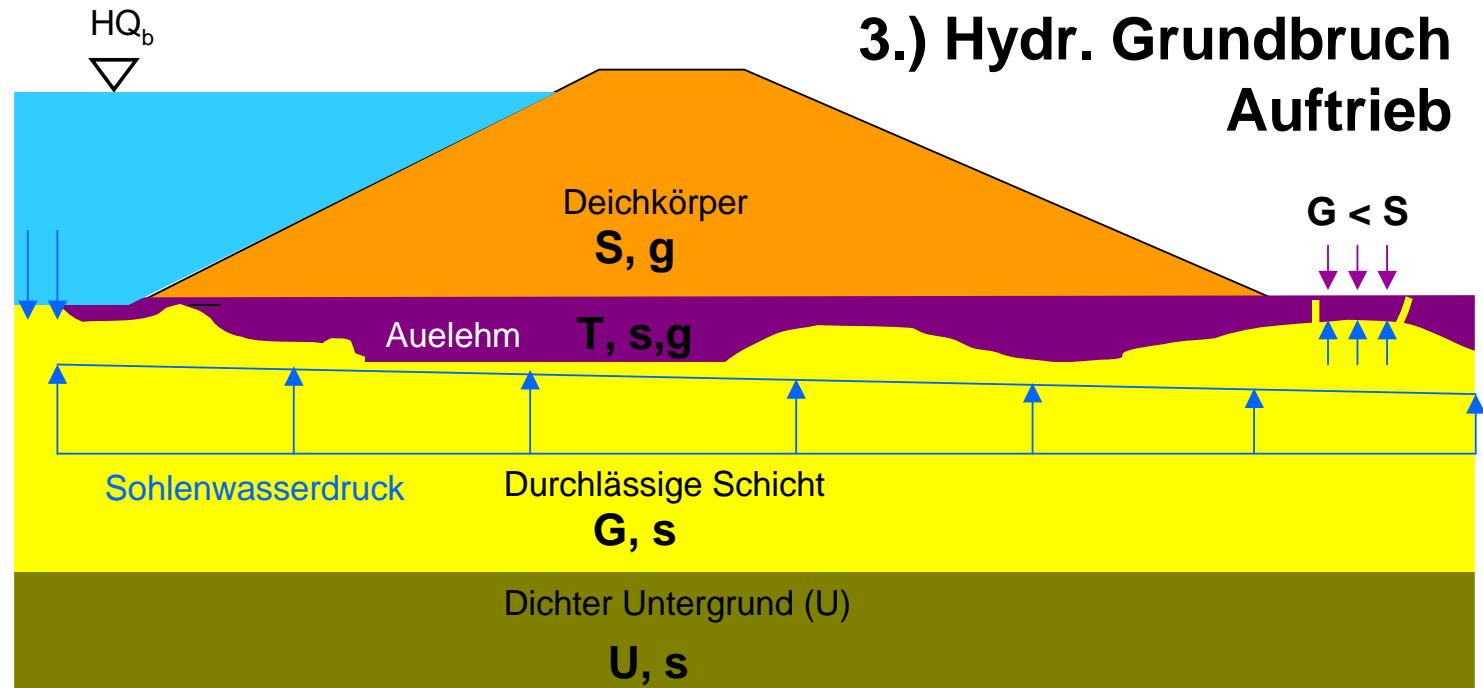 HQb
3.) Hydr. Grundbruch
Auftrieb
Deichkörper
S, g
G < S
Auelehm
T, s,g
Sohlenwasserdruck
Durchlässige Schicht
G, s
Dichter Untergrund (U)
U, s